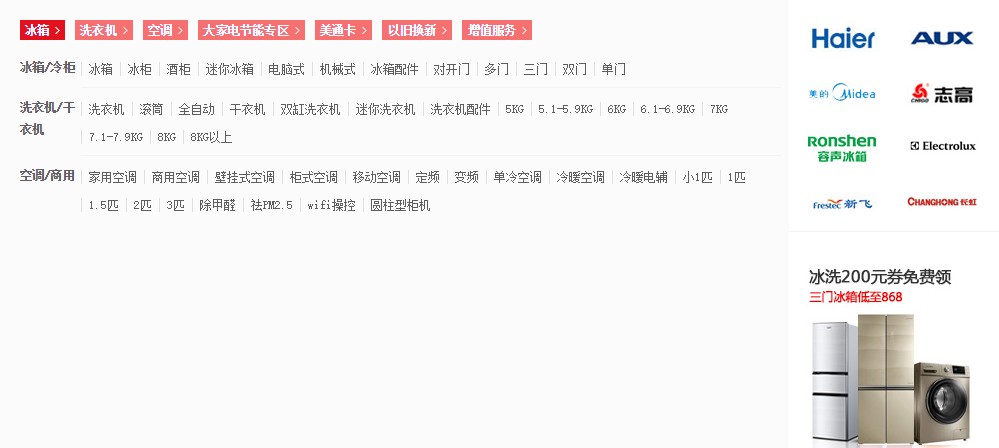 冰箱 > 洗衣机 > 空调 > 大家电节能专区 > 美通卡 > 以旧换新 > 增值服务 >
冰箱/冷柜 冰箱 冰柜 酒柜 迷你冰箱 电脑式 机械式 冰箱配件 对开门 多门 三门 双门 单门
洗衣机/干衣机 洗衣机 滚筒 全自动 干衣机 双缸洗衣机 迷你洗衣机 洗衣机配件 5KG 5.1-5.9KG 6KG 6.1-6.9KG 7KG
7.1-7.9KG 8KG 8KG以上
空调/商用 家用空调 商用空调 壁挂式空调 柜式空调 移动空调 定频 变频 单冷空调 冷暖空调 冷暖电辅 小1匹 1匹
1.5匹 2匹 3匹 除甲醛 祛PM2.5 wifi操控 圆柱型柜机
Haier AUX
美的 Midea CHIGO 志高
Ronshen
容声冰箱 Electrolux
Frestec 新飞 CHANGHONG 长虹
冰洗200元券免费领
三门冰箱低至868